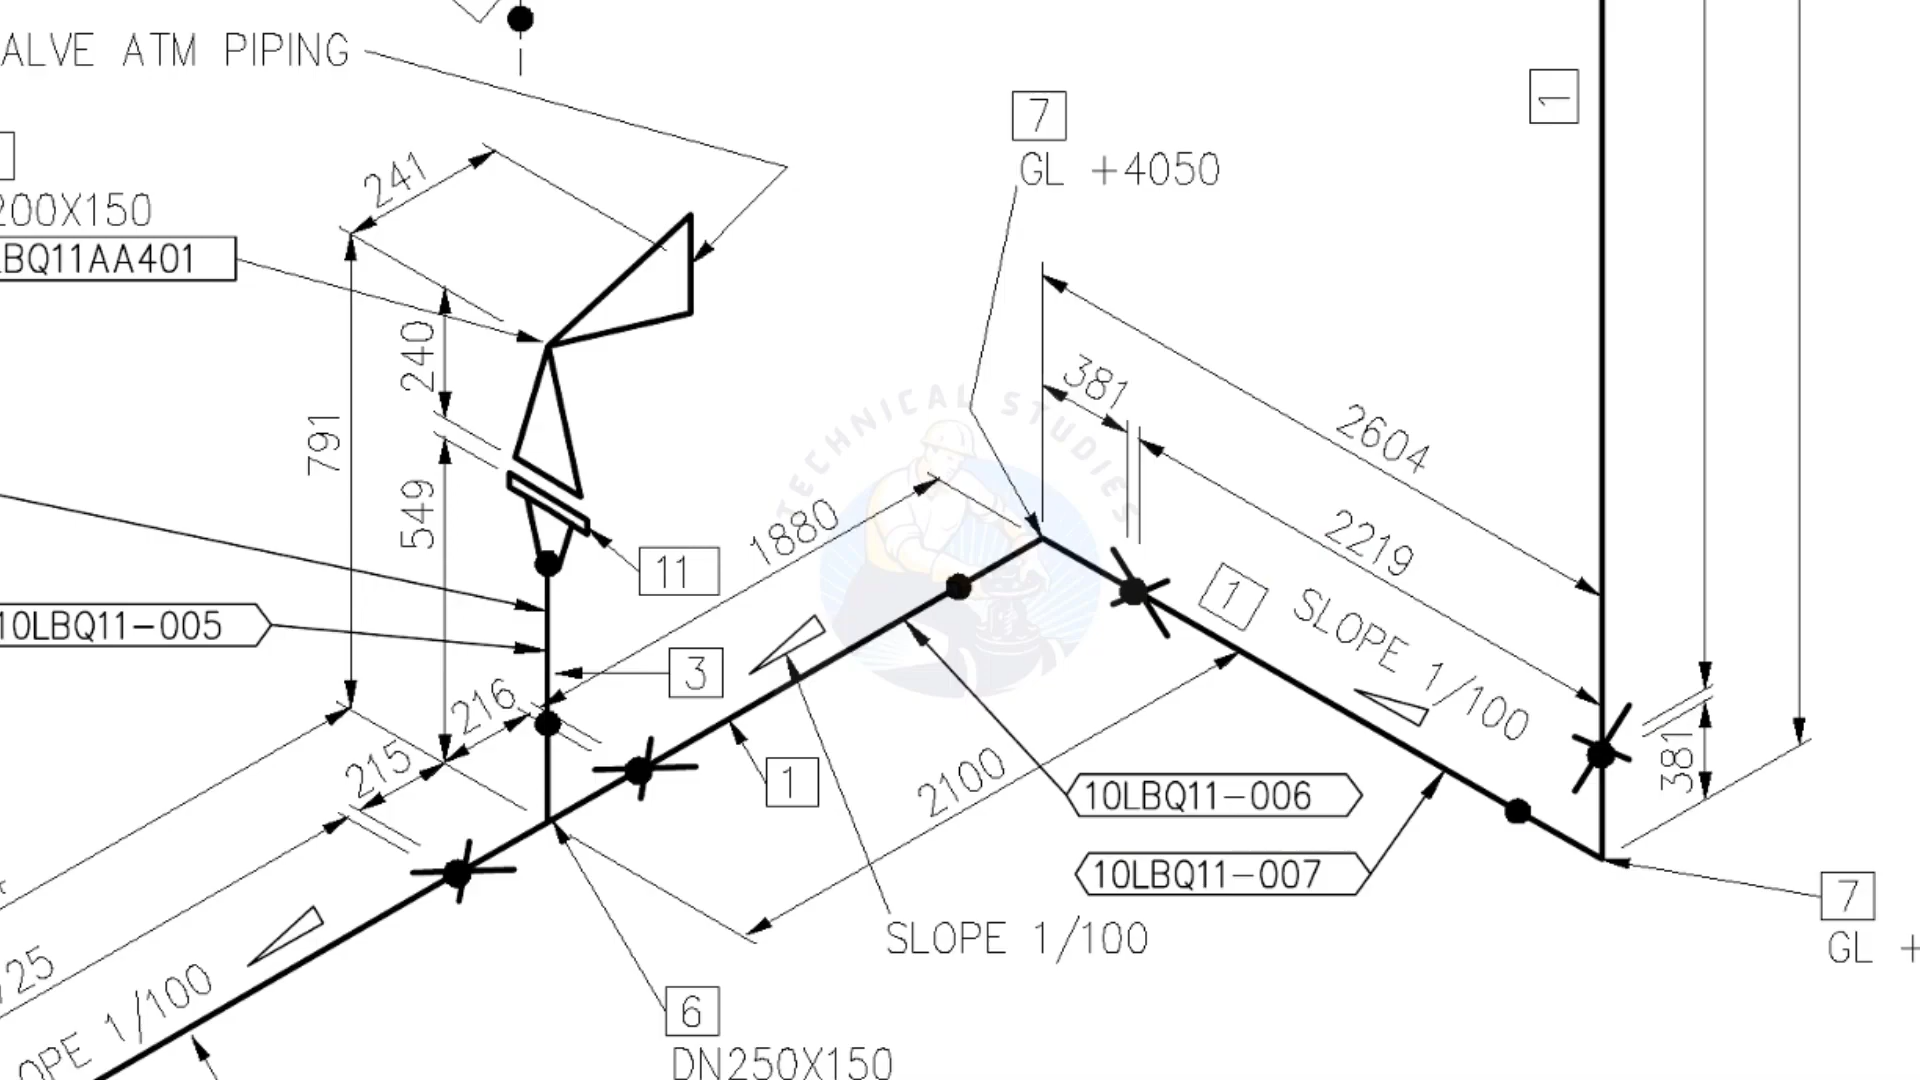 ALVE ATM PIPING
7
GL +4050
1
241
200X150
LBQ11AA401
240
791
549
381
2604
2219
TECHNICAL STUDIES
1880
11
1
SLOPE 1/100
10LBQ11-005
3
216
215
1
2100
10LBQ11-006
10LBQ11-007
381
7
GL +
SLOPE 1/100
25
OPE 1/100
6
DN250X150